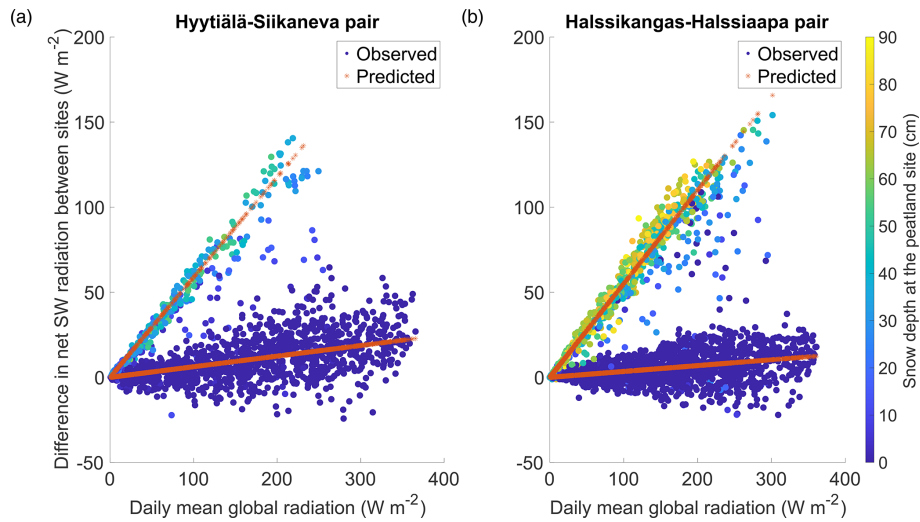 (a)
Hyytiälä-Siikaneva pair
Difference in net SW radiation between sites (W m-2)
200
150
100
50
0
-50
Observed
Predicted
0 100 200 300 400
Daily mean global radiation (W m-2)
(b)
Halssikangas-Halssiaapa pair
200
150
100
50
0
-50
Observed
Predicted
0 100 200 300 400
Daily mean global radiation (W m-2)
90
80
70
60
50
40
30
20
10
0
Snow depth at the peatland site (cm)